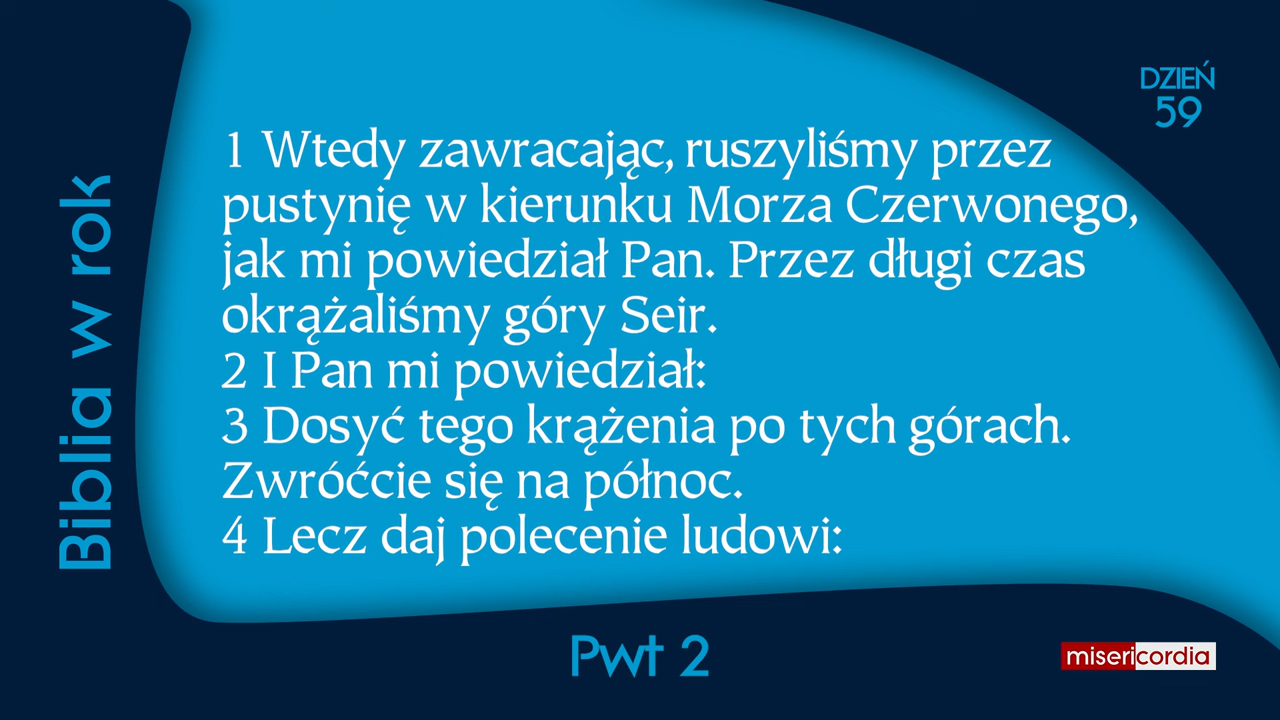 DZIEŃ
59
Biblia w rok
1 Wtedy zawracając, ruszyliśmy przez
pustynię w kierunku Morza Czerwonego,
jak mi powiedział Pan. Przez długi czas
okrążaliśmy góry Seir.
2 I Pan mi powiedział:
3 Dosyć tego krążenia po tych górach.
Zwróćcie się na północ.
4 Lecz daj polecenie ludowi:
Pwt 2
misericordia